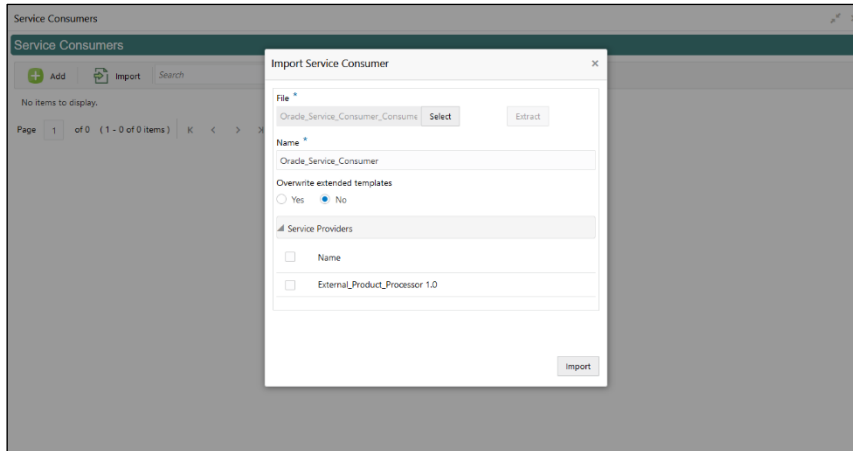 Service Consumers
Service Consumers
Add Import Search
No items to display.
Page 1 of 0 (1 - 0 of 0 items) K < > >|
Import Service Consumer ×
File *
Oracle_Service_Consumer_Consume Select Extract
Name *
Oracle_Service_Consumer
Overwrite extended templates
Yes No
Service Providers
Name
External_Product_Processor 1.0
Import